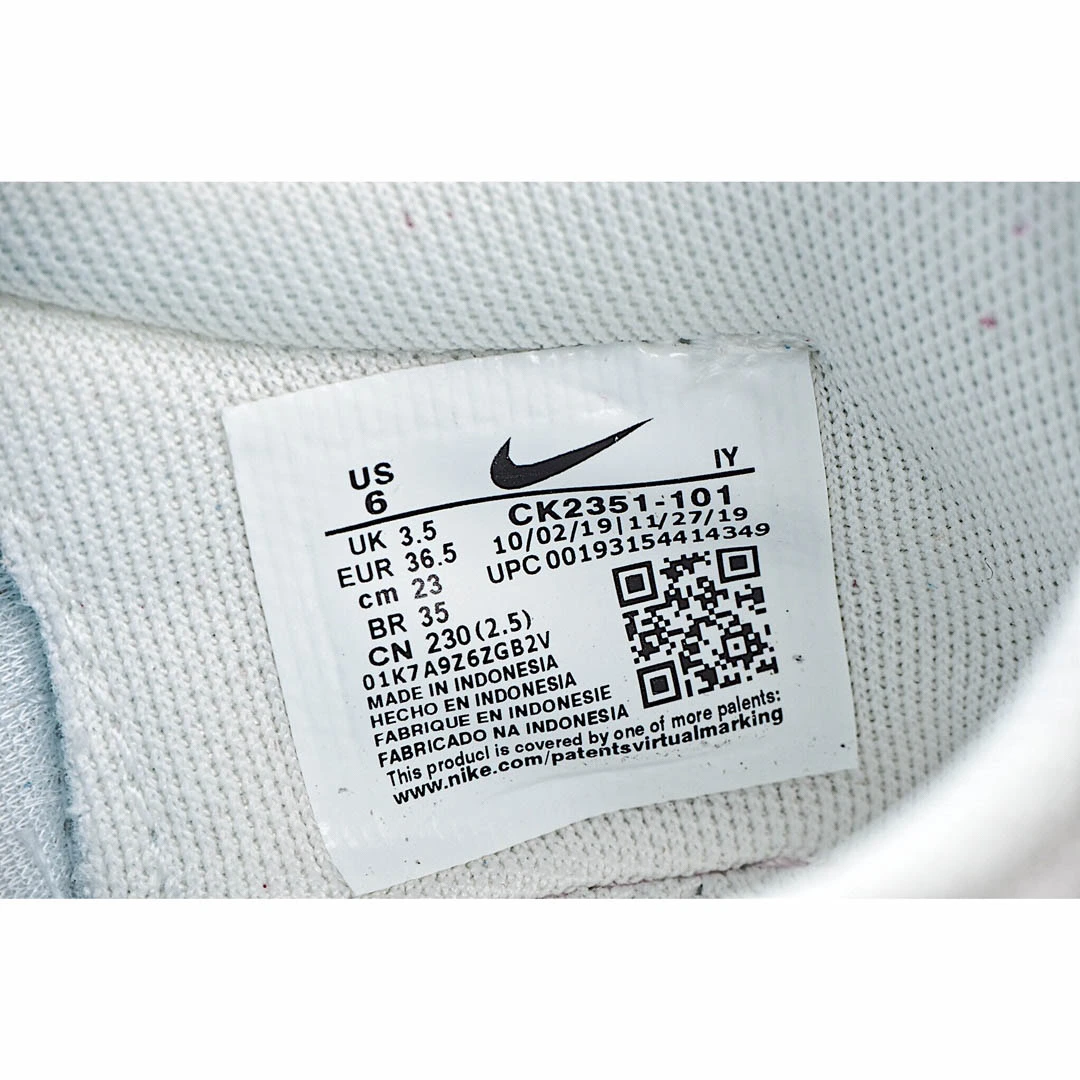 US
6
IY
UK 3.5
EUR 36.5
cm 23
BR 35
CN 230 (2.5)
CK2351-101
10/02/19|11/27/19
UPC 00193154414349
01K7A9Z6ZGB2V
MADE IN INDONESIA
HECHO EN INDONESIA
FABRIQUE EN INDONESIE
FABRICADO NA INDONESIA
This producl is covered by one of more patents:
www.nike.com/patentsvirtualmarking